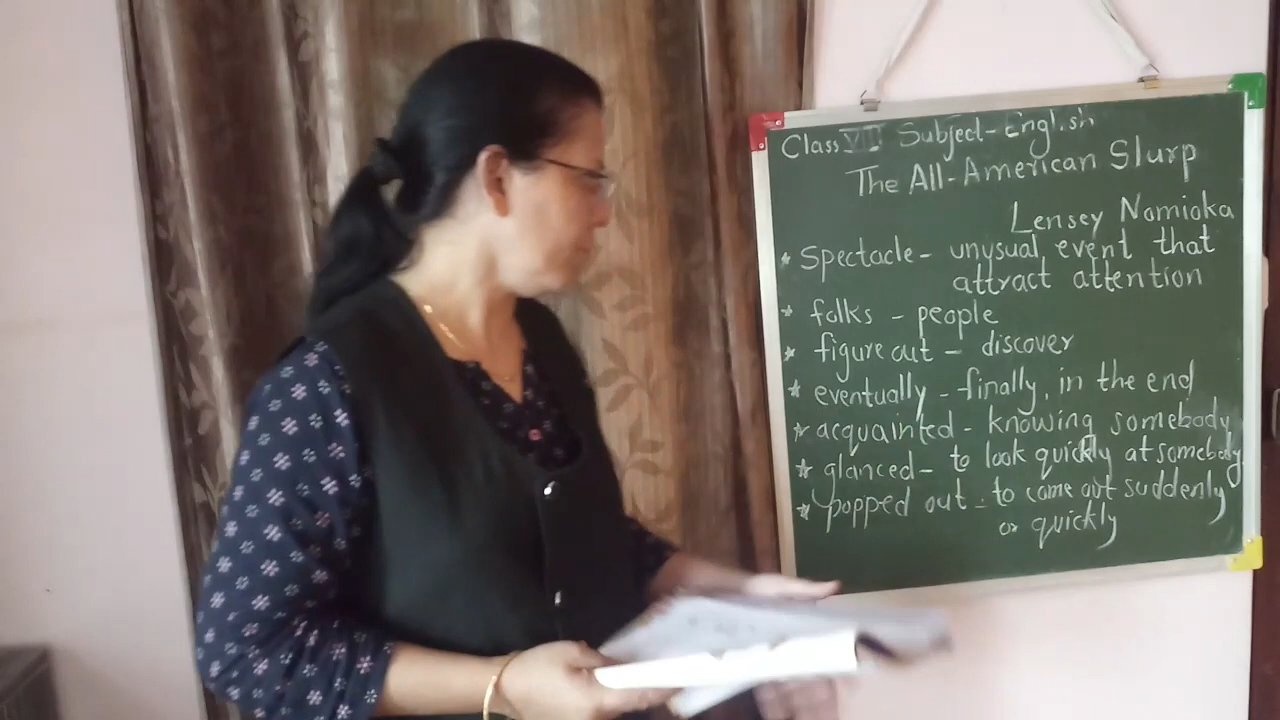 Class VII Subject-English
The All-American Slurp
Lensey Namioka
* Spectacle - unusual event that
attract attention
* folks - people
* figure out - discover
* eventually - finally, in the end
* acquainted - knowing somebody
* glanced - to look quickly at somebody
* popped out - to come out suddenly
or quickly